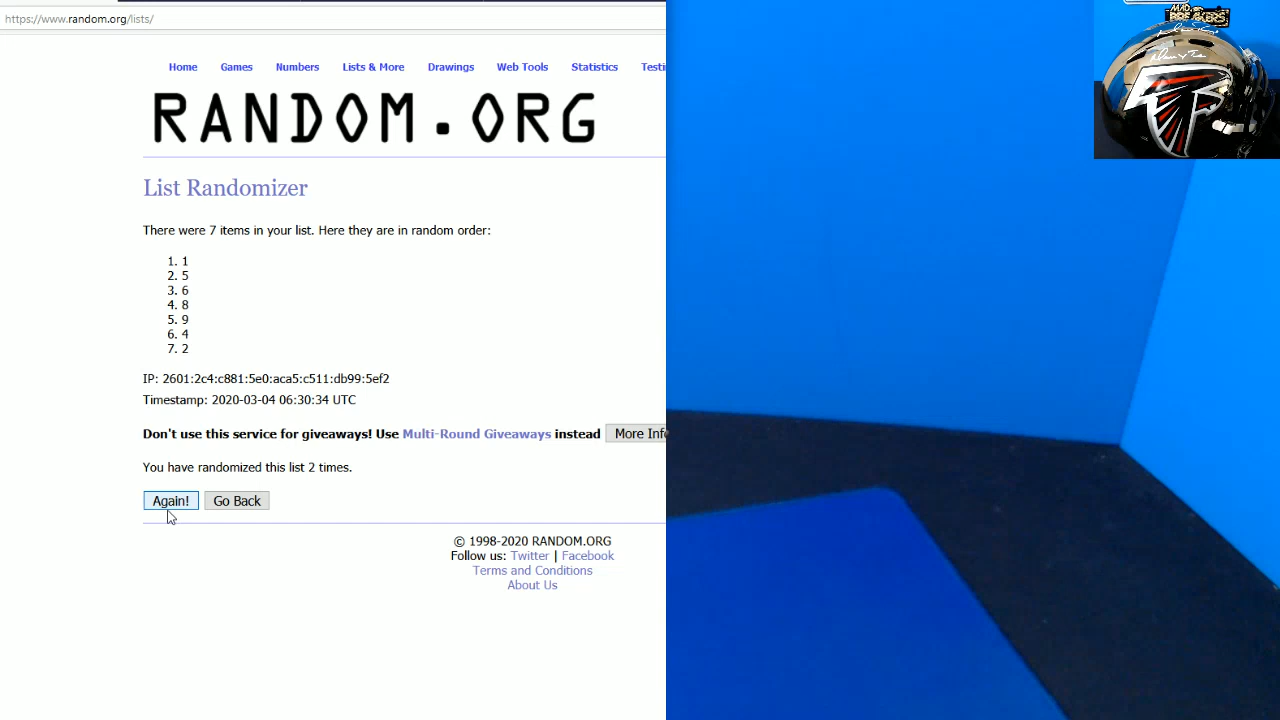 https://www.random.org/lists/
Home Games Numbers Lists & More Drawings Web Tools Statistics
RANDOM.ORG
List Randomizer
There were 7 items in your list. Here they are in random order:
1. 1
2. 5
3. 6
4. 8
5. 9
6. 4
7. 2
IP: 2601:2c4:c881:5e0:aca5:c511:db99:5ef2
Timestamp: 2020-03-04 06:30:34 UTC
Don't use this service for giveaways! Use Multi-Round Giveaways instead More Info
You have randomized this list 2 times.
Again! Go Back
© 1998-2020 RANDOM.ORG
Follow us: Twitter | Facebook
Terms and Conditions
About Us
MAD
BREAKERS